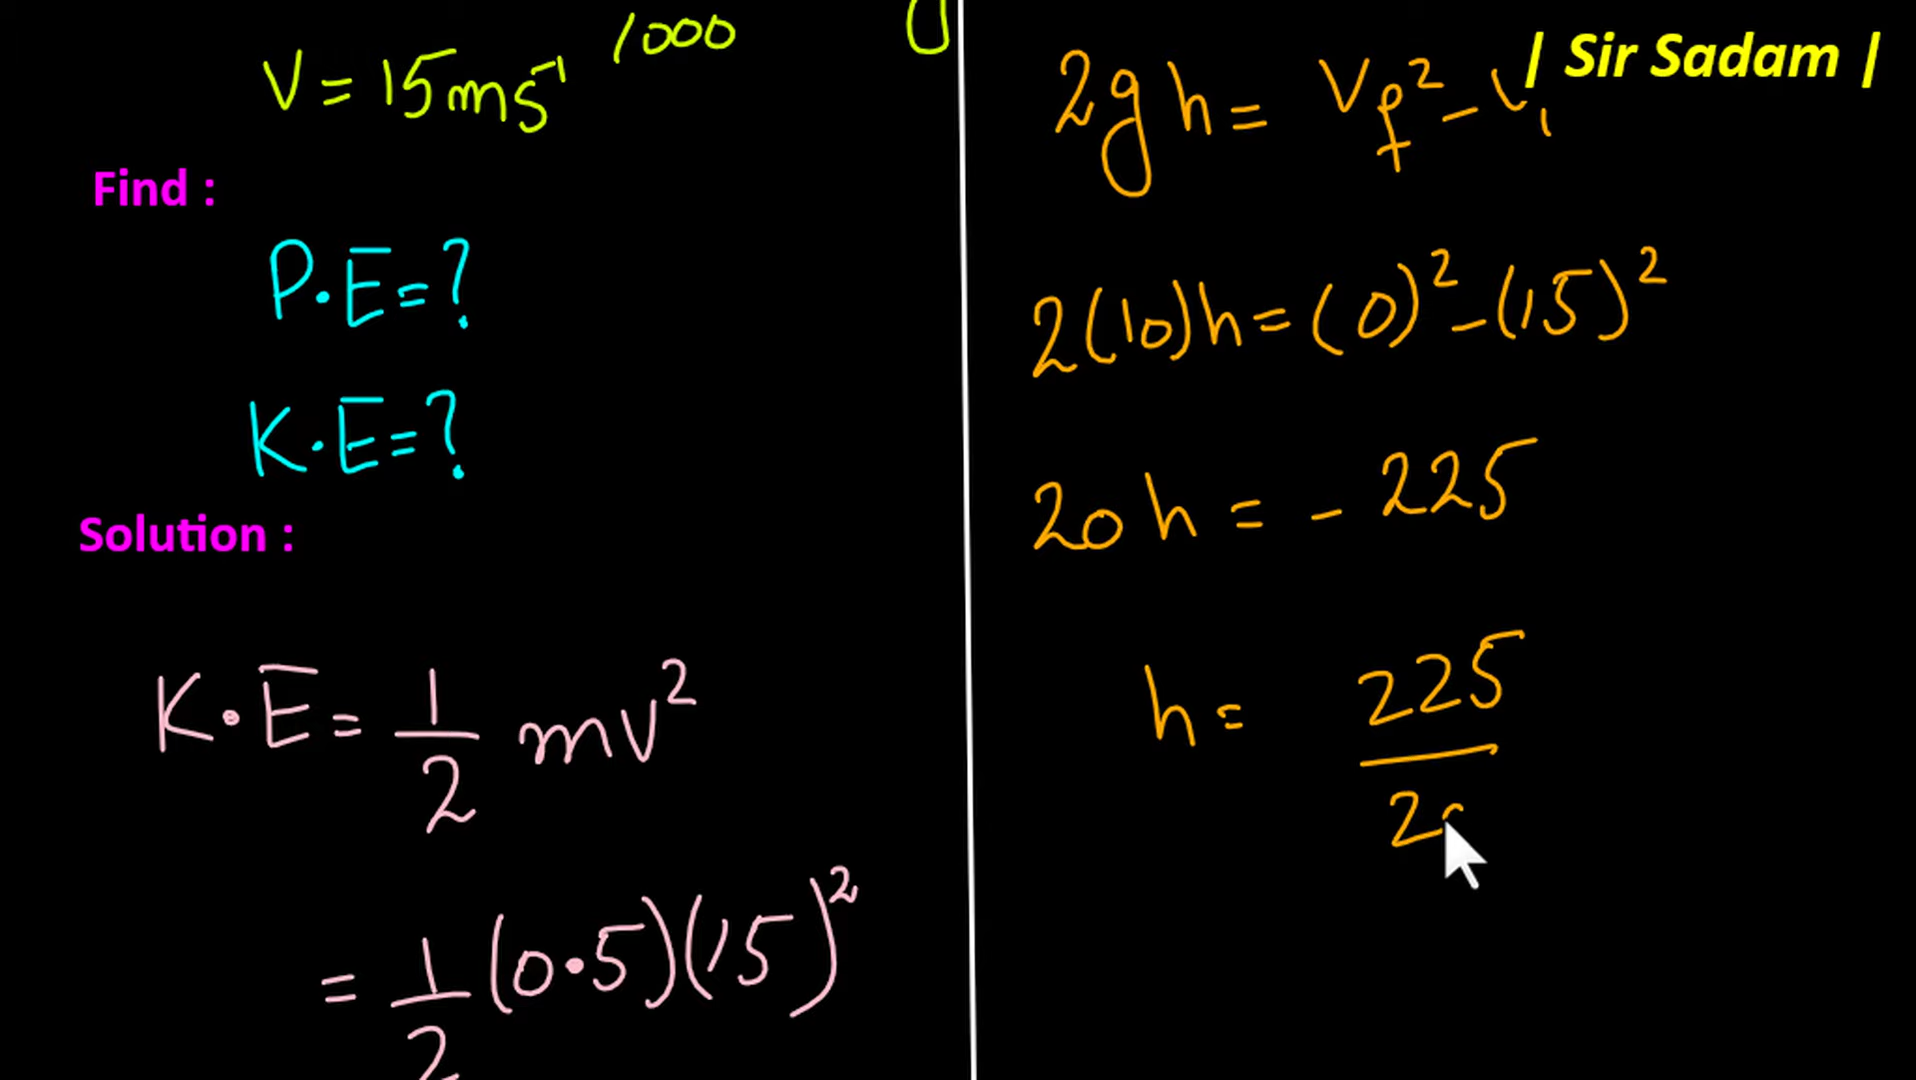 1000
V = 15ms⁻¹
Find :
P.E = ?
K.E = ?
Solution :
K.E = 1/2 mv²
= 1/2 (0.5)(15)²
| Sir Sadam |
2gh = Vf² - Vi
2(10)h = (0)² - (15)²
20h = - 225
h = 225/20